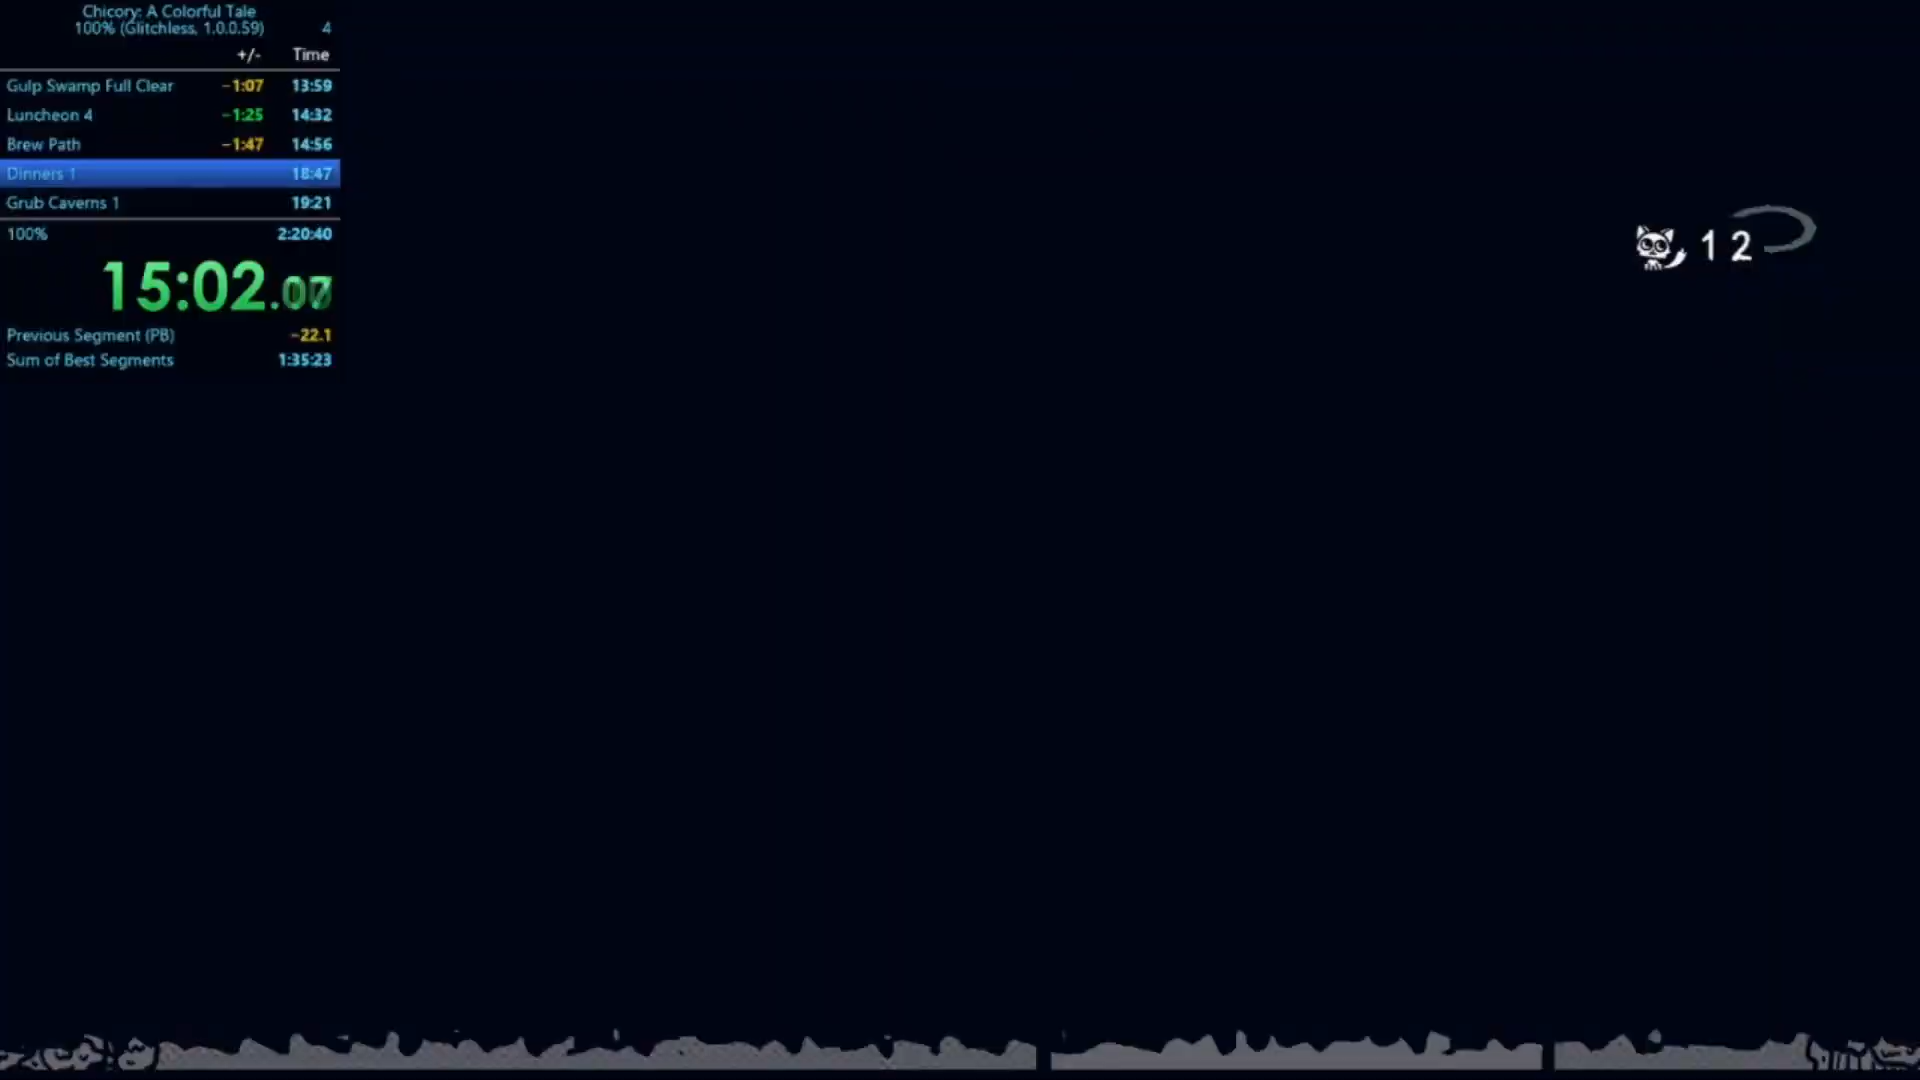 Chicory: A Colorful Tale
100% (Glitchless, 1.0.0.59) 4
+/- Time
Gulp Swamp Full Clear −1:07 13:59
Luncheon 4 −1:25 14:32
Brew Path −1:47 14:56
Dinners 1 18:47
Grub Caverns 1 19:21
100% 2:20:40
12
15:02.07
Previous Segment (PB) −22.1
Sum of Best Segments 1:35:23